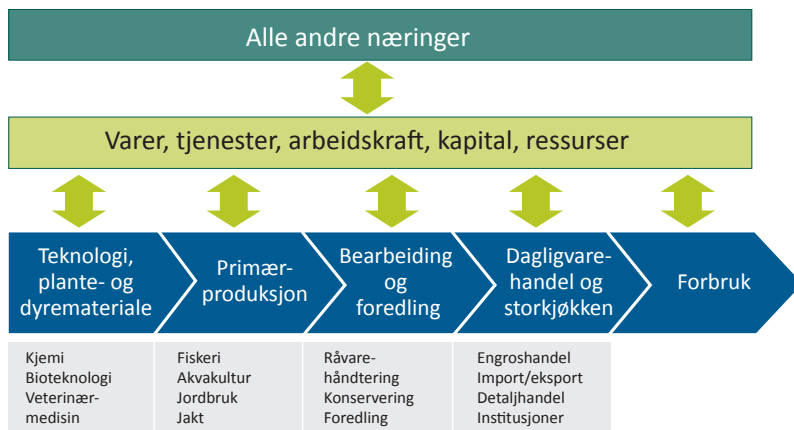 Alle andre næringer
Varer, tjenester, arbeidskraft, kapital, ressurser
Teknologi,
plante- og
dyremateriale
Primær-
produksjon
Bearbeiding
og
foredling
Dagligvare-
handel og
storkjøkken
Forbruk
Kjemi
Bioteknologi
Veterinær-
medisin
Fiskeri
Akvakultur
Jordbruk
Jakt
Råvare-
håndtering
Konservering
Foredling
Engroshandel
Import/eksport
Detaljhandel
Institusjoner